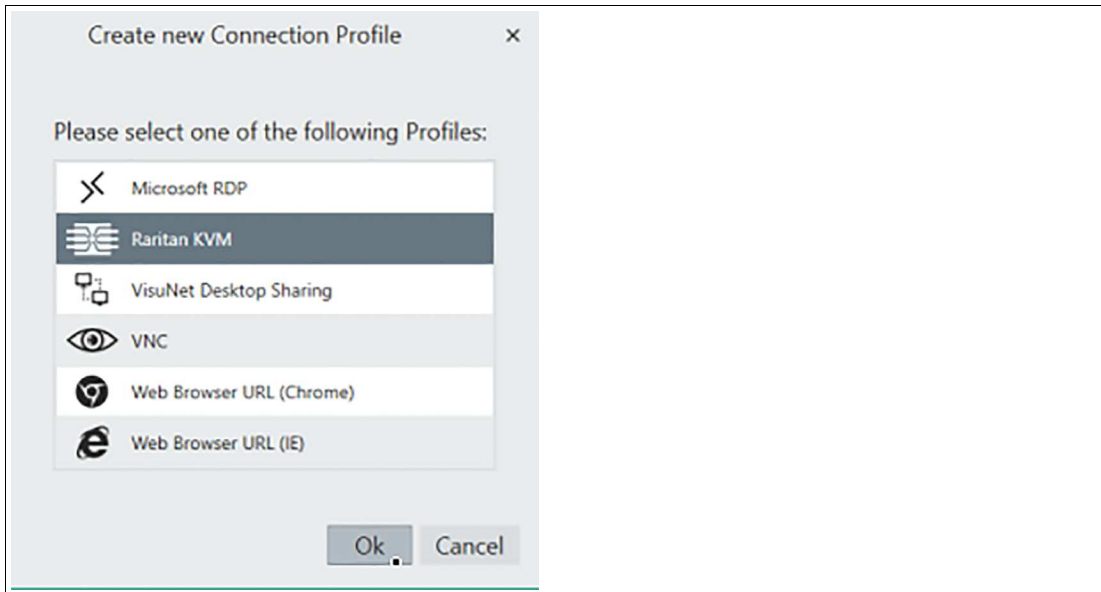 Create new Connection Profile
Please select one of the following Profiles:
Microsoft RDP
Raritan KVM
VisuNet Desktop Sharing
VNC
Web Browser URL (Chrome)
Web Browser URL (IE)
Ok Cancel